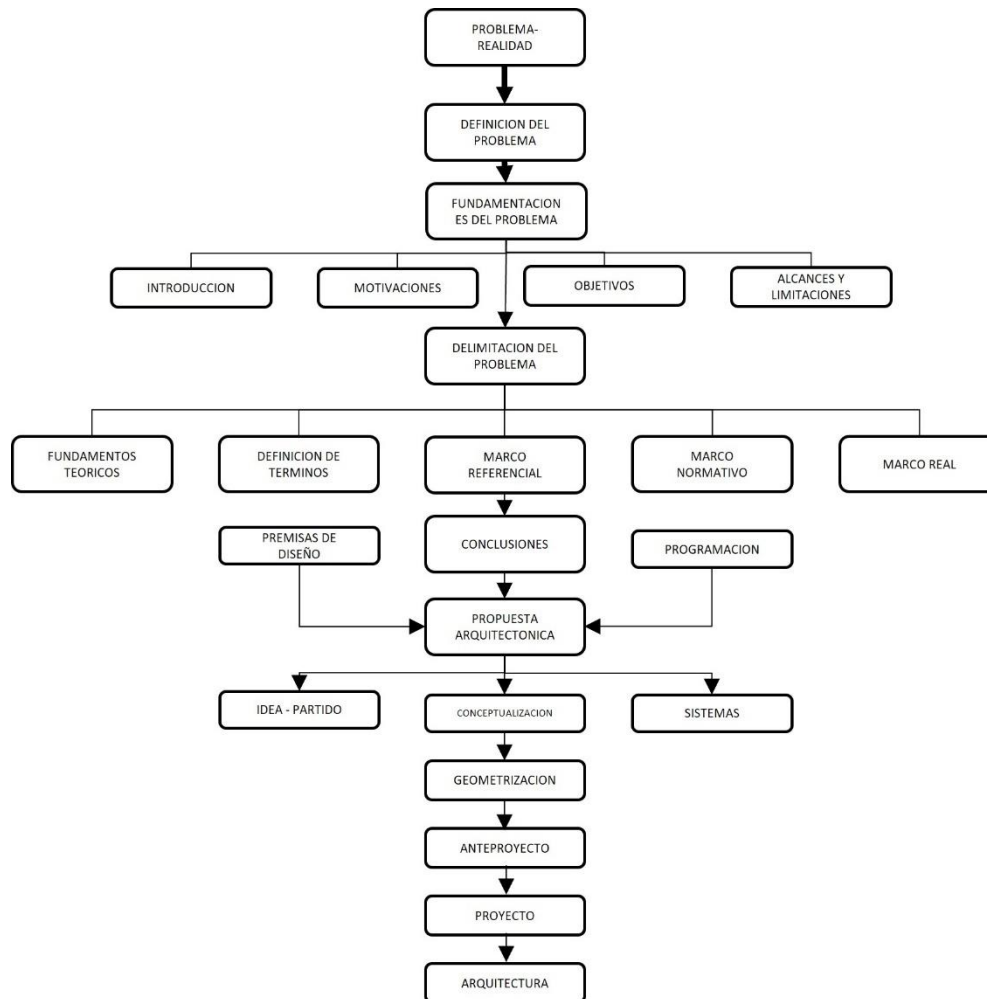 PROBLEMA-
REALIDAD
DEFINICION DEL
PROBLEMA
FUNDAMENTACION
ES DEL PROBLEMA
INTRODUCCION
MOTIVACIONES
OBJETIVOS
ALCANCES Y
LIMITACIONES
DELIMITACION DEL
PROBLEMA
FUNDAMENTOS
TEORICOS
DEFINICION DE
TERMINOS
MARCO
REFERENCIAL
MARCO
NORMATIVO
MARCO REAL
PREMISAS DE
DISEÑO
CONCLUSIONES
PROGRAMACION
PROPUESTA
ARQUITECTONICA
IDEA - PARTIDO
CONCEPTUALIZACION
SISTEMAS
GEOMETRIZACION
ANTEPROYECTO
PROYECTO
ARQUITECTURA